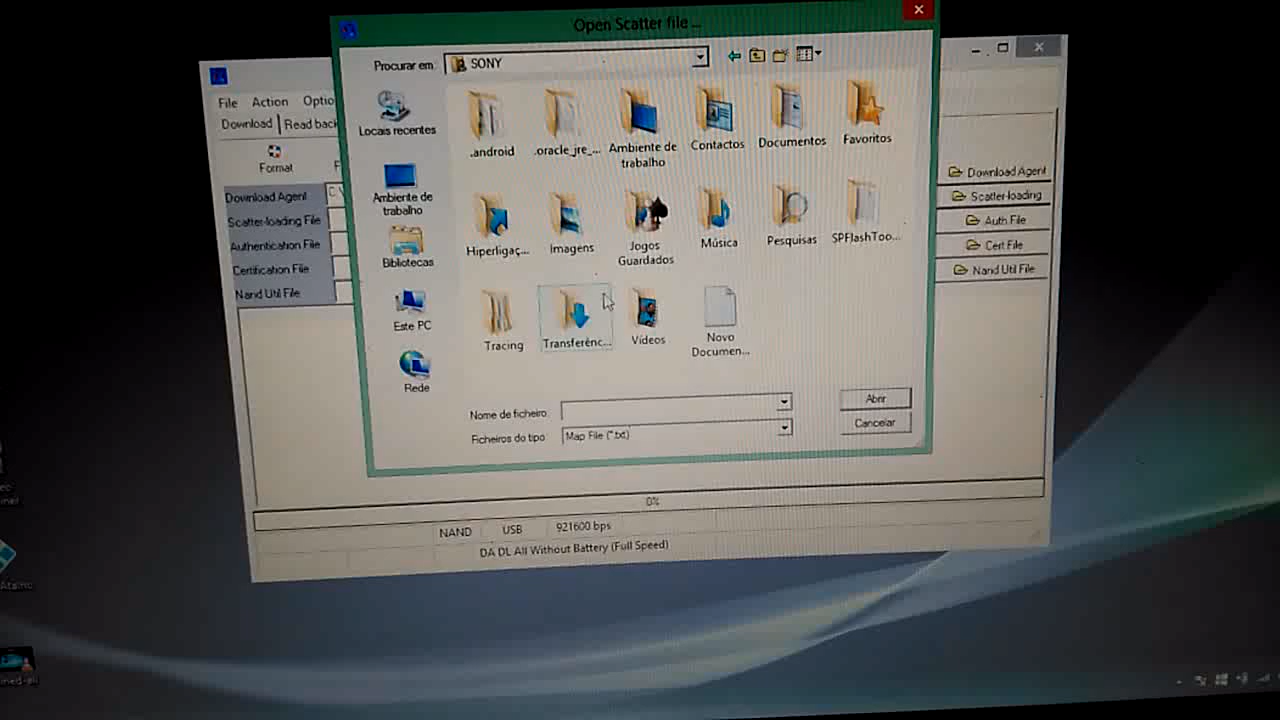 Open Scatter file ...
Procurar em:
SONY
File Action
Download
Format
Download Agent
Scatter-loading File
Authentication File
Certification File
Nand Util File
Locais recentes
Ambiente de
trabalho
Bibliotecas
Este PC
Rede
.android
.oracle_jre_...
Ambiente de
trabalho
Contactos
Documentos
Favoritos
Hiperligaç...
Imagens
Jogos
Guardados
Música
Pesquisas
SPFlashToo...
Tracing
Transferênc...
Vídeos
Novo
Documen...
Nome de ficheiro:
Ficheiros do tipo:
Map File (*.txt)
Abrir
Cancelar
Download Agent
Scatter-loading
Auth File
Cert File
Nand Util File
0%
NAND
USB
921600 bps
DA DL All Without Battery (Full Speed)